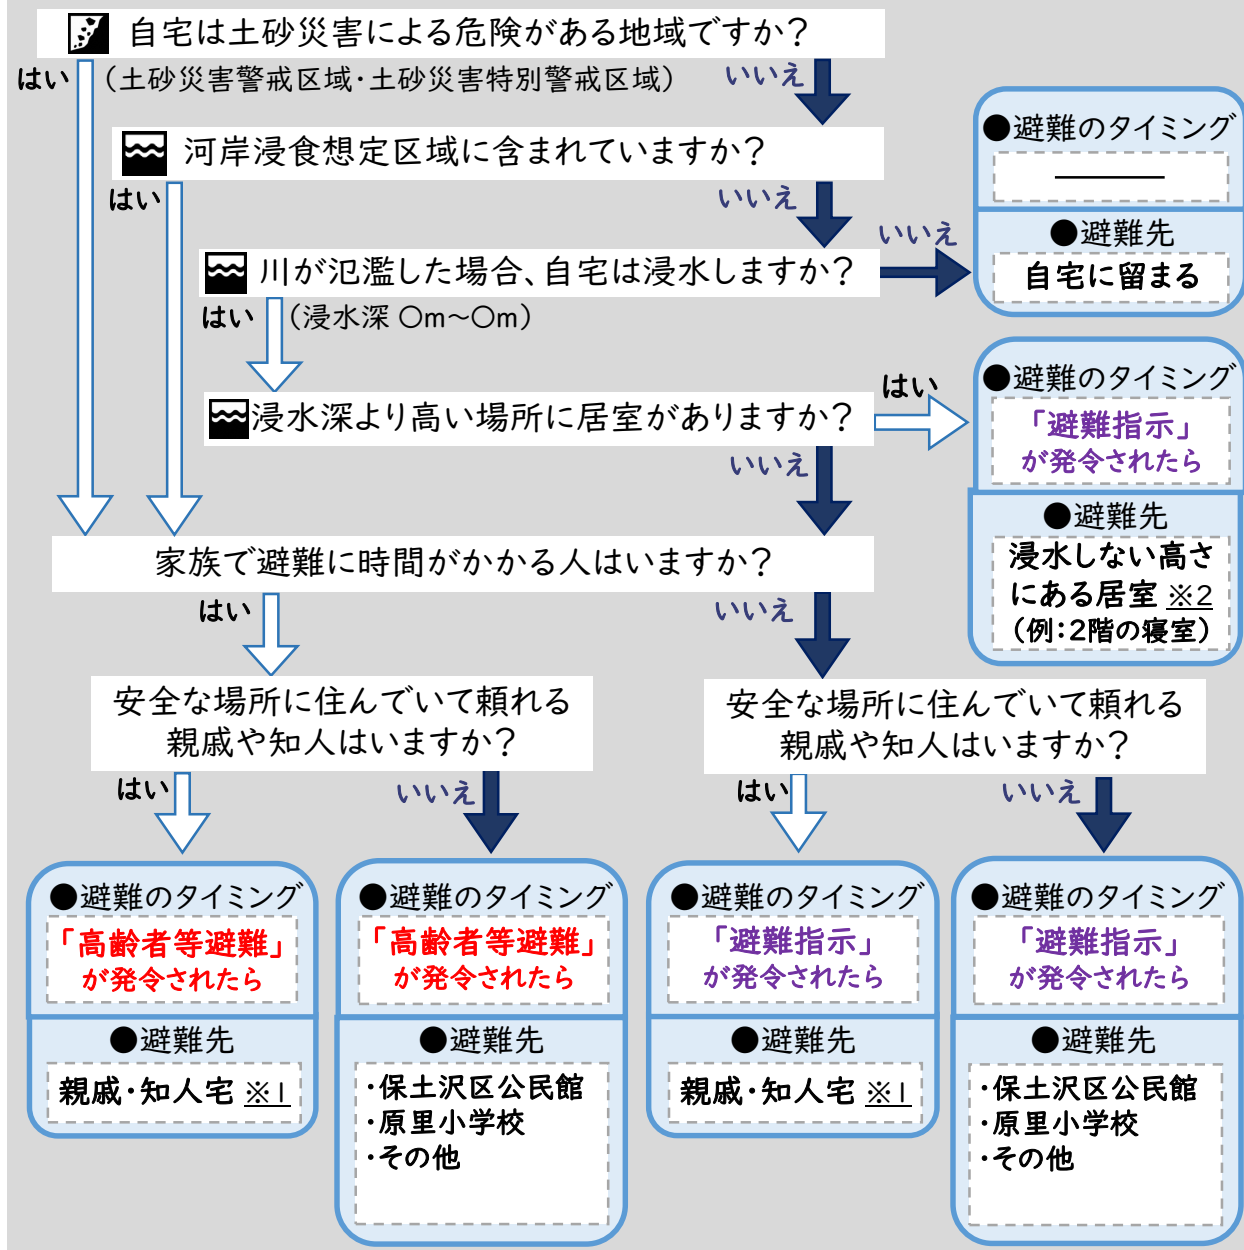 自宅は土砂災害による危険がある地域ですか？
はい
（土砂災害警戒区域・土砂災害特別警戒区域）
いいえ
河岸浸食想定区域に含まれていますか？
はい
いいえ
川が氾濫した場合、自宅は浸水しますか？
いいえ
はい
（浸水深 〇m～〇m）
●避難のタイミング
●避難先
自宅に留まる
浸水深より高い場所に居室がありますか？
はい
いいえ
●避難のタイミング
「避難指示」
が発令されたら
●避難先
浸水しない高さ
にある居室 ※2
（例：2階の寝室）
家族で避難に時間がかかる人はいますか？
はい
いいえ
安全な場所に住んでいて頼れる
親戚や知人はいますか？
はい
いいえ
安全な場所に住んでいて頼れる
親戚や知人はいますか？
はい
いいえ
●避難のタイミング
「高齢者等避難」
が発令されたら
●避難先
親戚・知人宅 ※1
●避難のタイミング
「高齢者等避難」
が発令されたら
●避難先
・保土沢区公民館
・原里小学校
・その他
●避難のタイミング
「避難指示」
が発令されたら
●避難先
親戚・知人宅 ※1
●避難のタイミング
「避難指示」
が発令されたら
●避難先
・保土沢区公民館
・原里小学校
・その他